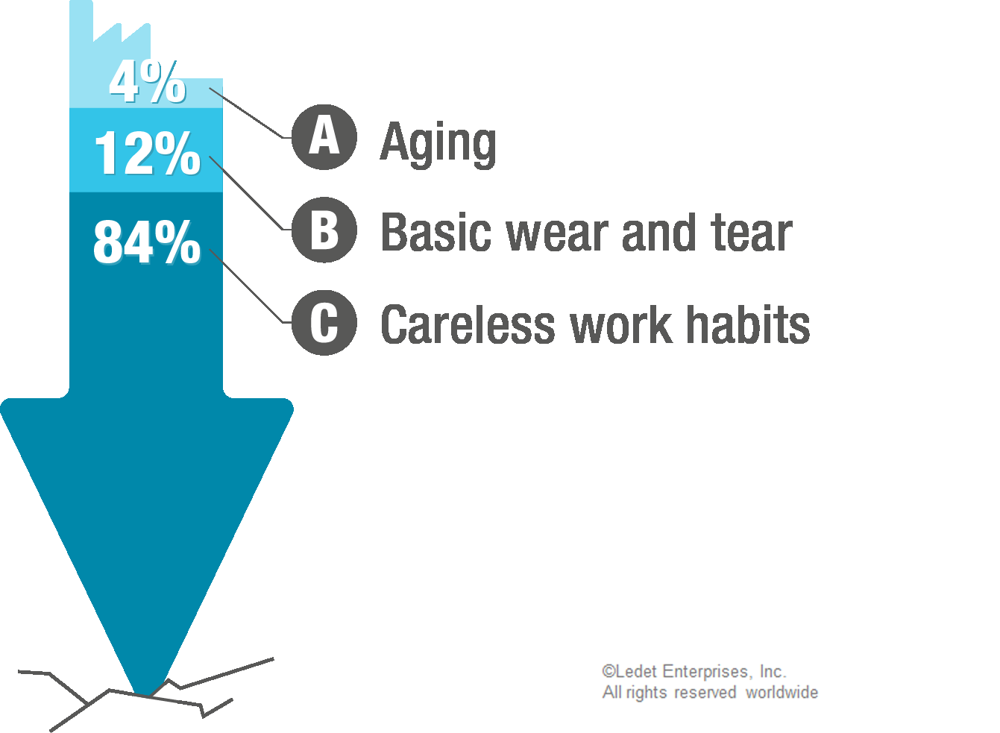 4%
A Aging
12%
B Basic wear and tear
84%
C Careless work habits
©Ledet Enterprises, Inc.
All rights reserved worldwide